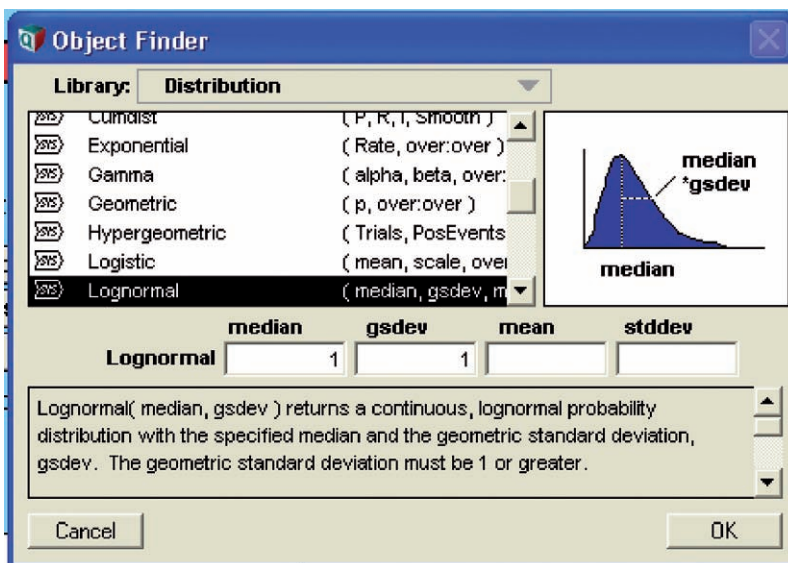 Object Finder
Library: Distribution
Cumdist ( P, R, I, Smooth )
Exponential ( Rate, over:over )
Gamma ( alpha, beta, over:
Geometric ( p, over:over )
Hypergeometric ( Trials, PosEvents
Logistic ( mean, scale, over
Lognormal ( median, gsdev, m
median
*gsdev
median
median gsdev mean stddev
Lognormal 1 1
Lognormal( median, gsdev ) returns a continuous, lognormal probability
distribution with the specified median and the geometric standard deviation,
gsdev. The geometric standard deviation must be 1 or greater.
Cancel OK